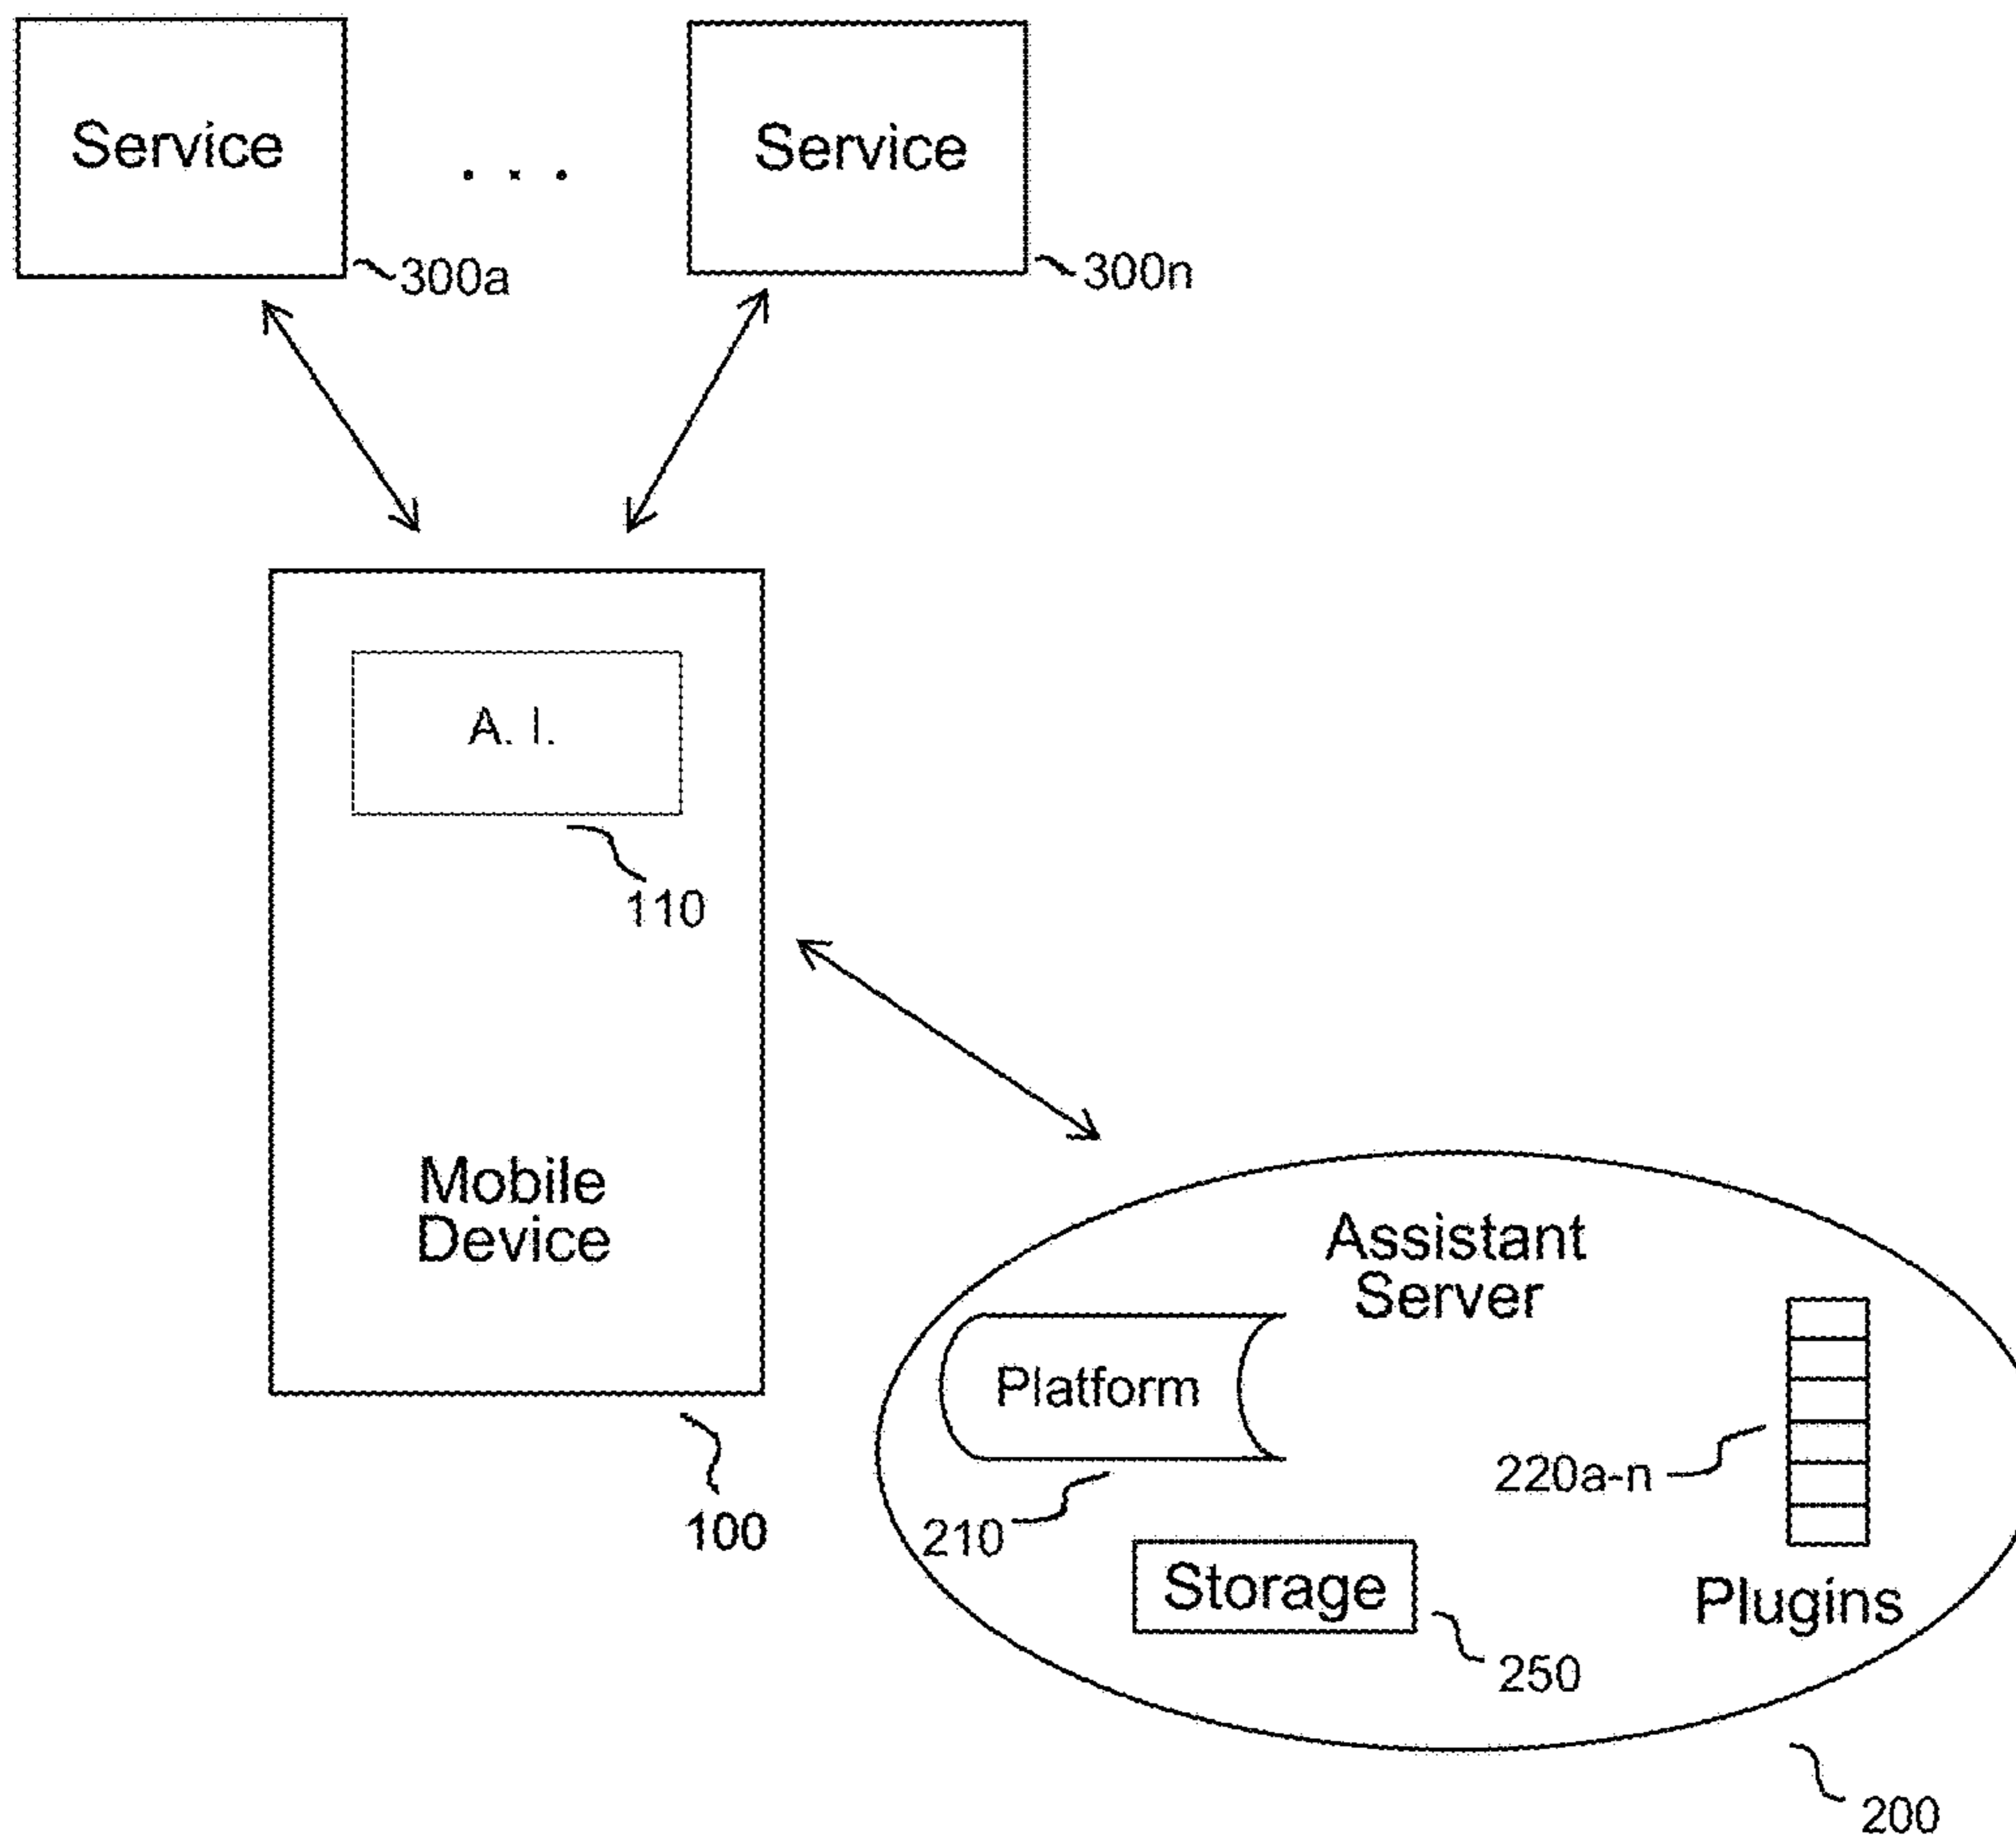 Service
Service
. . .
300a
300n
A. I.
110
Mobile
Device
100
Assistant
Server
Platform
210
220a-n
Storage
250
Plugins
200